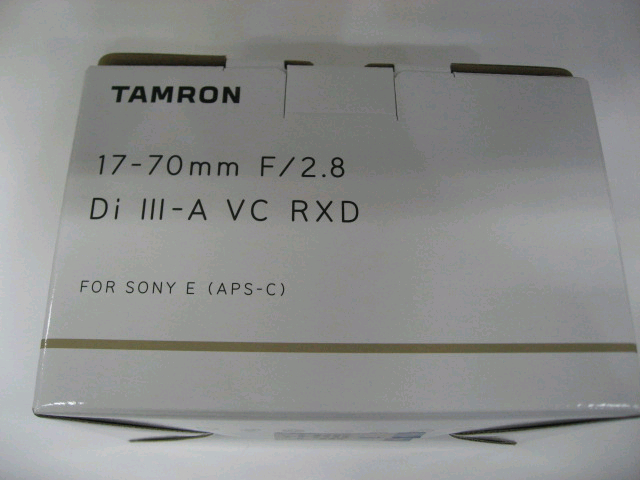 TAMRON
17-70mm F/2.8
Di III-A VC RXD
FOR SONY E (APS-C)